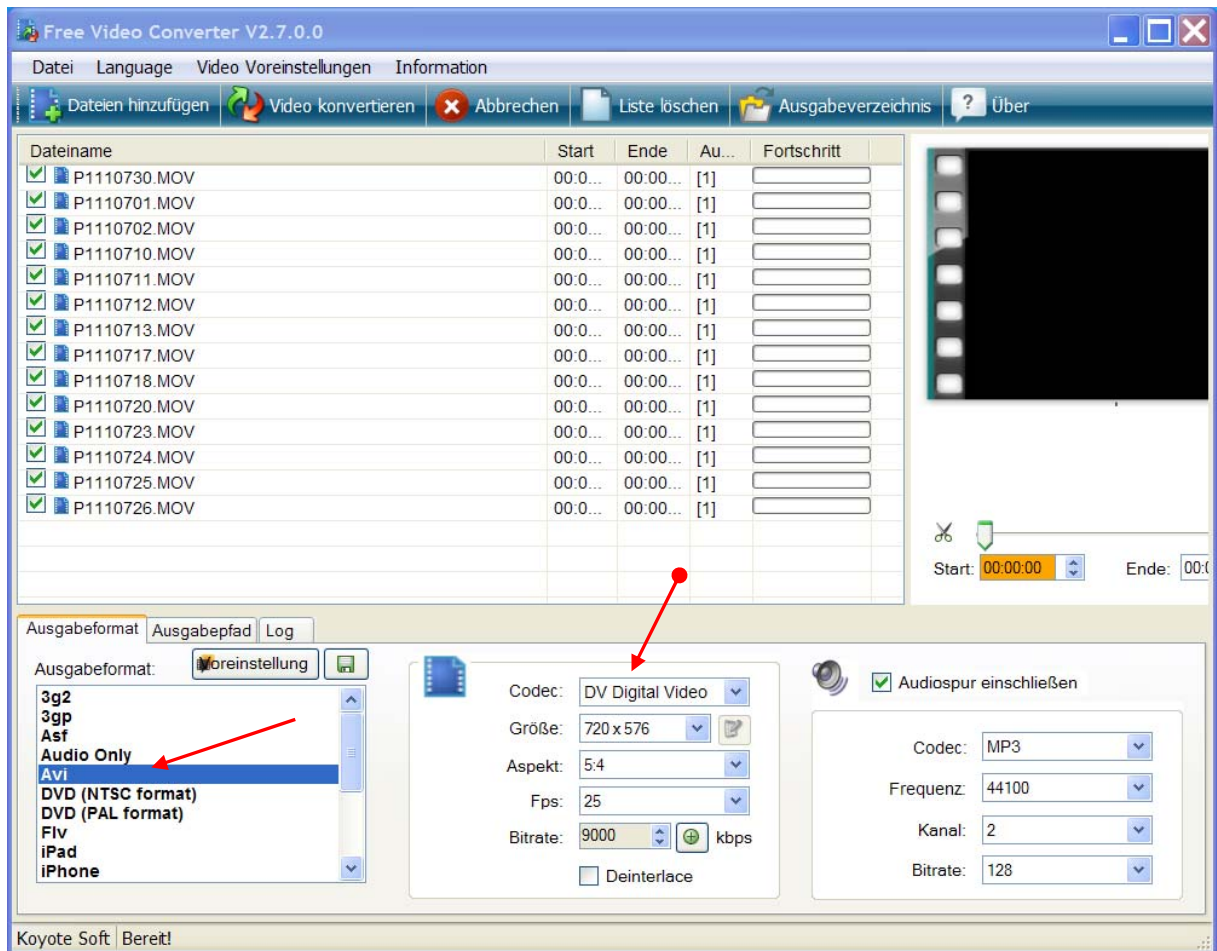 Free Video Converter V2.7.0.0
Datei Language Video Voreinstellungen Information
Dateien hinzufügen Video konvertieren Abbrechen Liste löschen Ausgabeverzeichnis ? Über
Dateiname Start Ende Au... Fortschritt
P1110730.MOV 00:0... 00:00... [1]
P1110701.MOV 00:0... 00:00... [1]
P1110702.MOV 00:0... 00:00... [1]
P1110710.MOV 00:0... 00:00... [1]
P1110711.MOV 00:0... 00:00... [1]
P1110712.MOV 00:0... 00:00... [1]
P1110713.MOV 00:0... 00:00... [1]
P1110717.MOV 00:0... 00:00... [1]
P1110718.MOV 00:0... 00:00... [1]
P1110720.MOV 00:0... 00:00... [1]
P1110723.MOV 00:0... 00:00... [1]
P1110724.MOV 00:0... 00:00... [1]
P1110725.MOV 00:0... 00:00... [1]
P1110726.MOV 00:0... 00:00... [1]
Start: 00:00:00 Ende: 00:0
Ausgabeformat Ausgabepfad Log
Ausgabeformat: Voreinstellung
3g2
3gp
Asf
Audio Only
Avi
DVD (NTSC format)
DVD (PAL format)
Flv
iPad
iPhone
Codec: DV Digital Video
Größe: 720 x 576
Aspekt: 5:4
Fps: 25
Bitrate: 9000 kbps
Deinterlace
Audiospur einschließen
Codec: MP3
Frequenz: 44100
Kanal: 2
Bitrate: 128
Koyote Soft Bereit!